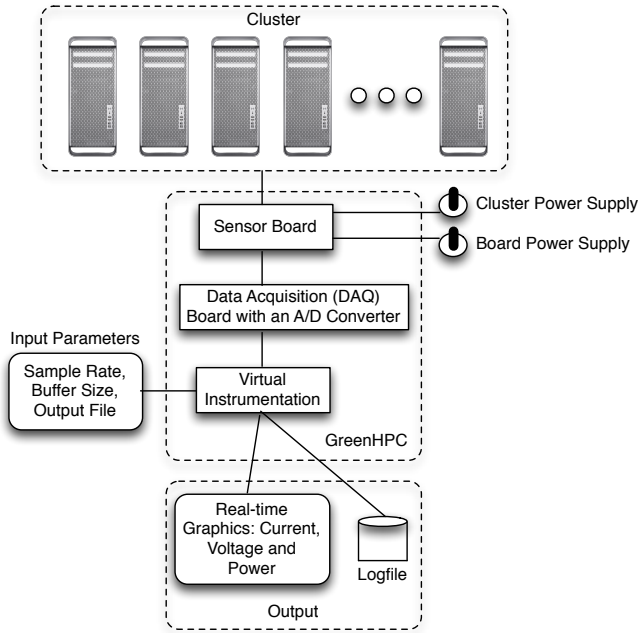 Cluster
Sensor Board
Cluster Power Supply
Board Power Supply
Data Acquisition (DAQ)
Board with an A/D Converter
Input Parameters
Sample Rate,
Buffer Size,
Output File
Virtual
Instrumentation
GreenHPC
Real-time
Graphics: Current,
Voltage and
Power
Logfile
Output